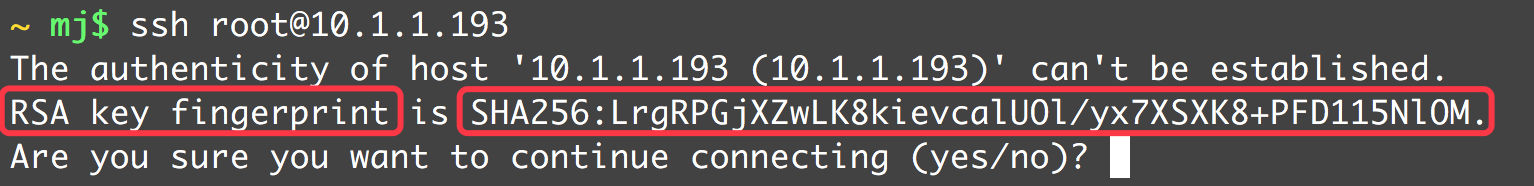 ~ mj$ ssh root@10.1.1.193
The authenticity of host '10.1.1.193 (10.1.1.193)' can't be established.
RSA key fingerprint is SHA256:LrgRPGjXZwLK8kievcalUOl/yx7XSXK8+PFD115NlOM.
Are you sure you want to continue connecting (yes/no)?